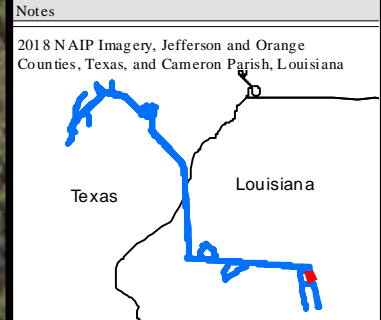 Notes
2018 NAIP Imagery, Jefferson and Orange
Counties, Texas, and Cameron Parish, Louisiana
Louisiana
Texas